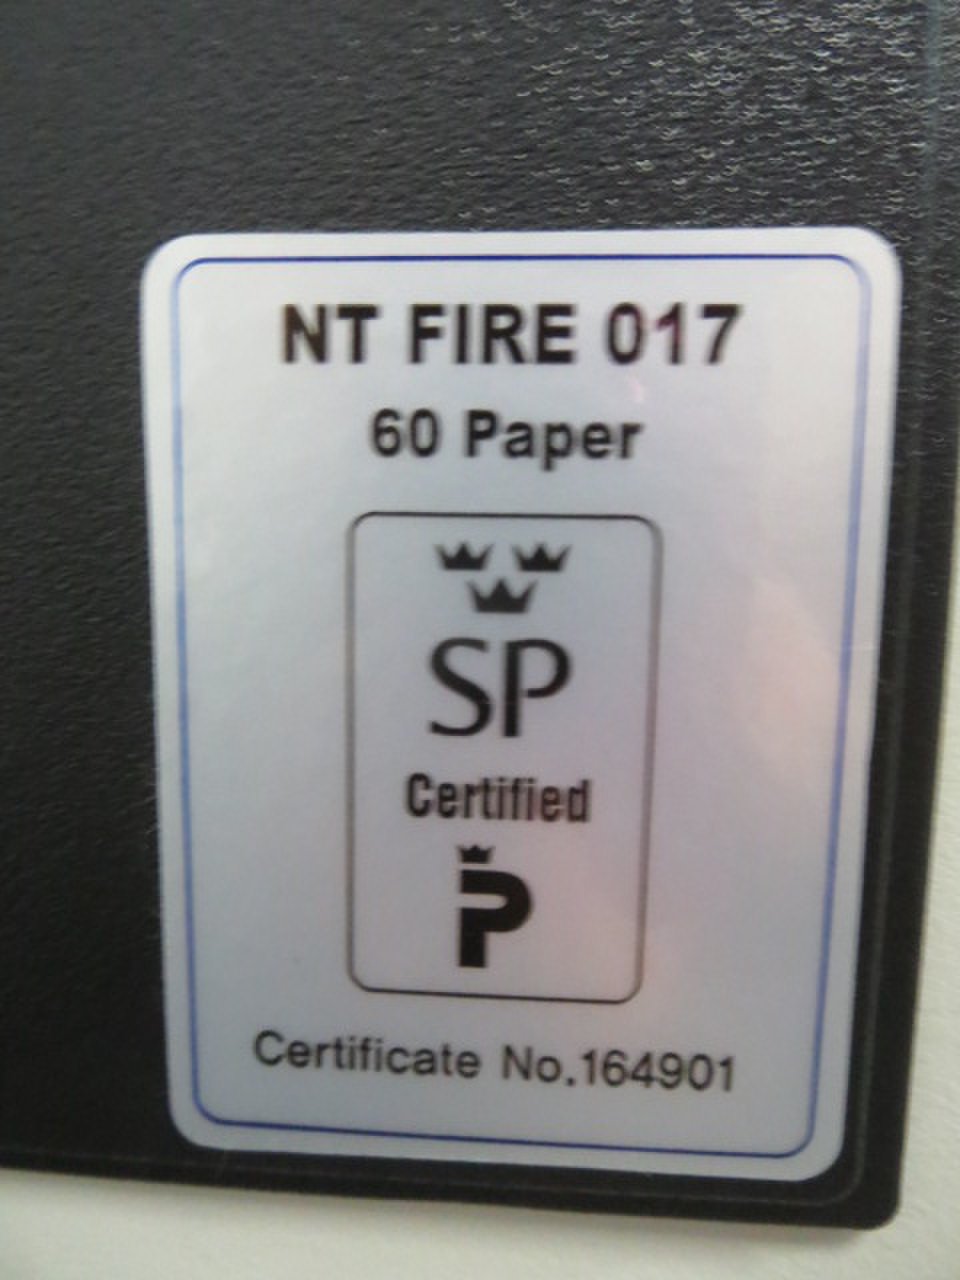 NT FIRE 017
60 Paper
SP
Certified
P
Certificate No.164901